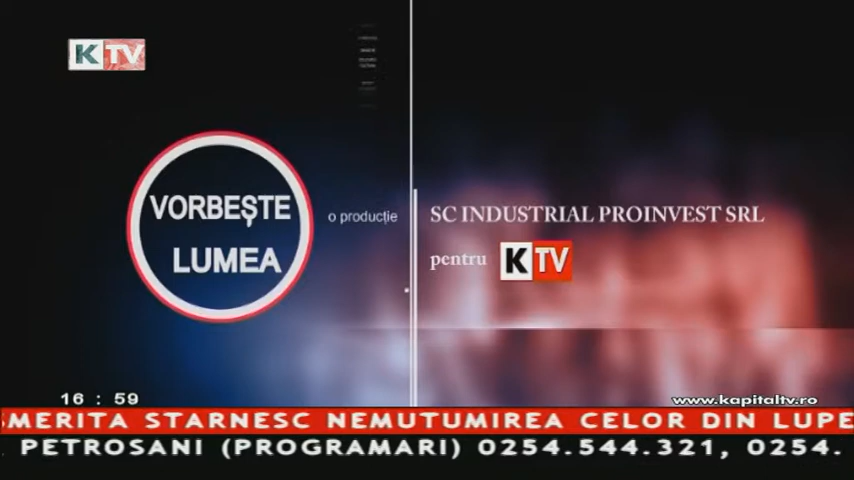 KTV
VORBEȘTE
LUMEA
o producție
SC INDUSTRIAL PROINVEST SRL
pentru KTV
16 : 59
www.kapitaltv.ro
SMERITA STARNESC NEMUTUMIREA CELOR DIN LUPE
. PETROSANI (PROGRAMARI) 0254.544.321, 0254.